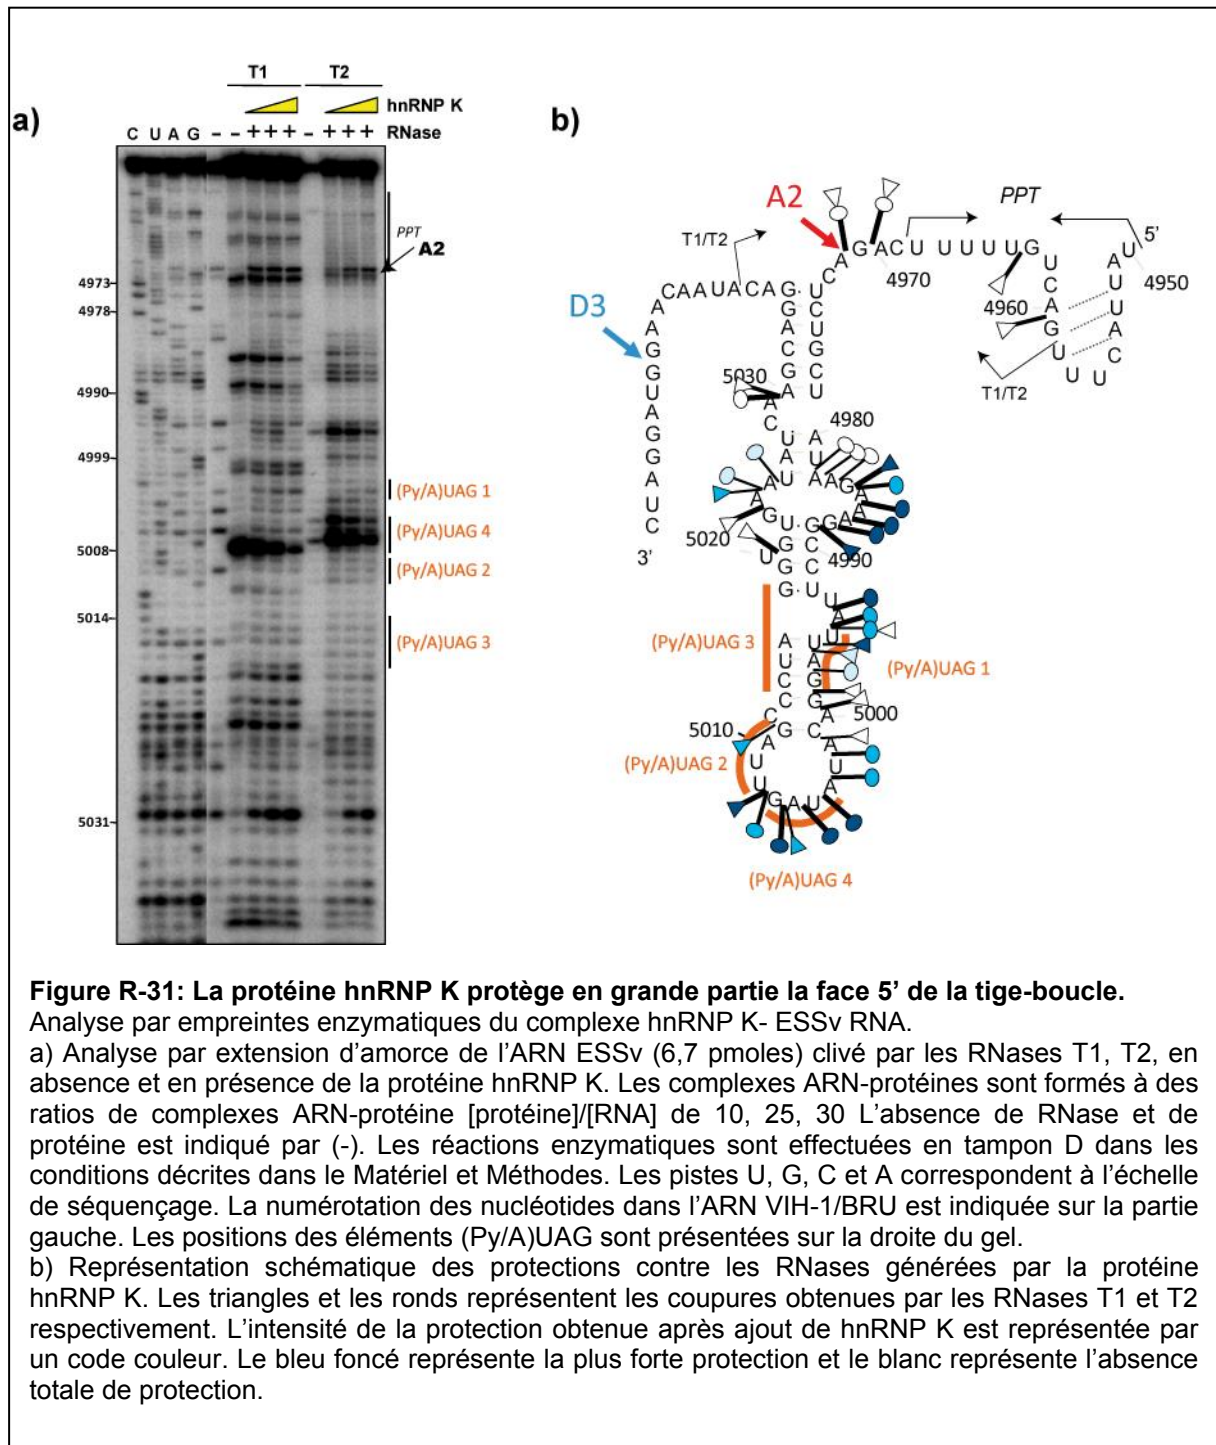 T1 T2
hnRNP K
a) b)
C U A G - - + + + - + + + RNase
PPT
A2
4973
4978
4990
4999
(Py/A)UAG 1
(Py/A)UAG 4
5008
(Py/A)UAG 2
5014
(Py/A)UAG 3
5031
A2
PPT
T1/T2
5'
D3
4970
4960
4950
T1/T2
5030
4980
5020
4990
3'
(Py/A)UAG 3
(Py/A)UAG 1
5000
5010
(Py/A)UAG 2
(Py/A)UAG 4
Figure R-31: La protéine hnRNP K protège en grande partie la face 5’ de la tige-boucle.
Analyse par empreintes enzymatiques du complexe hnRNP K- ESSv RNA.
a) Analyse par extension d’amorce de l’ARN ESSv (6,7 pmoles) clivé par les RNases T1, T2, en
absence et en présence de la protéine hnRNP K. Les complexes ARN-protéines sont formés à des
ratios de complexes ARN-protéine [protéine]/[RNA] de 10, 25, 30 L’absence de RNase et de
protéine est indiqué par (-). Les réactions enzymatiques sont effectuées en tampon D dans les
conditions décrites dans le Matériel et Méthodes. Les pistes U, G, C et A correspondent à l’échelle
de séquençage. La numérotation des nucléotides dans l’ARN VIH-1/BRU est indiquée sur la partie
gauche. Les positions des éléments (Py/A)UAG sont présentées sur la droite du gel.
b) Représentation schématique des protections contre les RNases générées par la protéine
hnRNP K. Les triangles et les ronds représentent les coupures obtenues par les RNases T1 et T2
respectivement. L’intensité de la protection obtenue après ajout de hnRNP K est représentée par
un code couleur. Le bleu foncé représente la plus forte protection et le blanc représente l’absence
totale de protection.